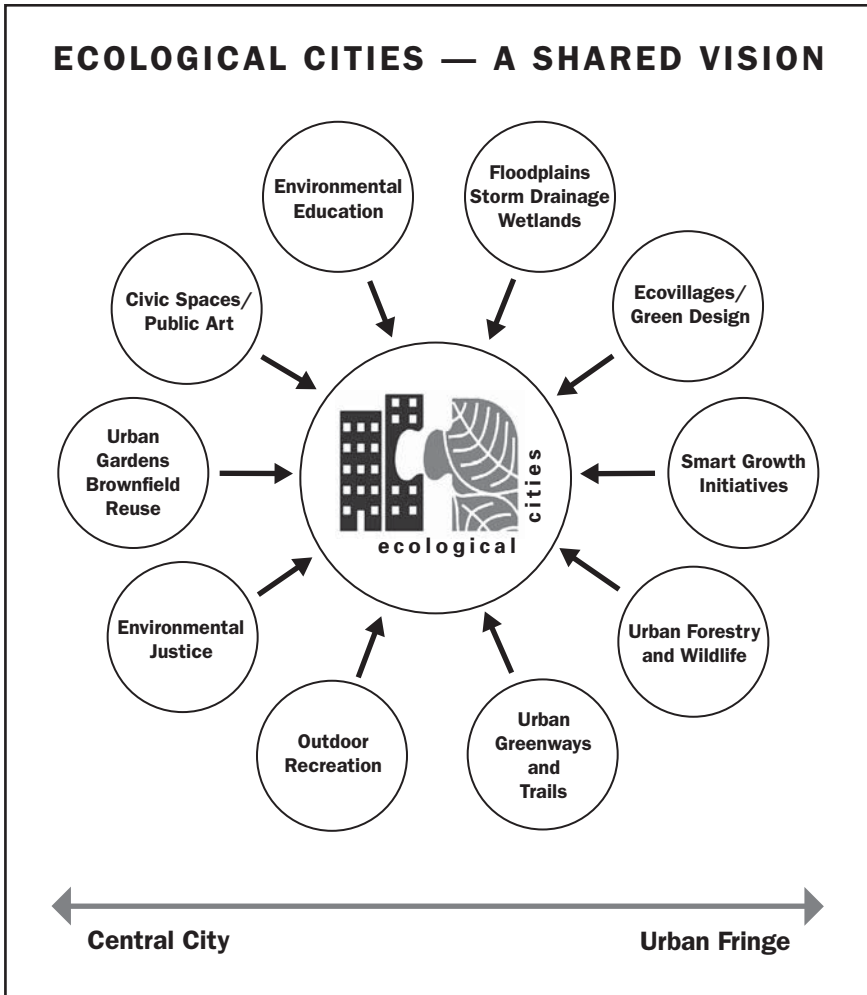 ECOLOGICAL CITIES — A SHARED VISION
Environmental
Education
Floodplains
Storm Drainage
Wetlands
Civic Spaces/
Public Art
Ecovillages/
Green Design
Urban
Gardens
Brownfield
Reuse
ecological
cities
Smart Growth
Initiatives
Environmental
Justice
Urban Forestry
and Wildlife
Outdoor
Recreation
Urban
Greenways
and
Trails
Central City
Urban Fringe